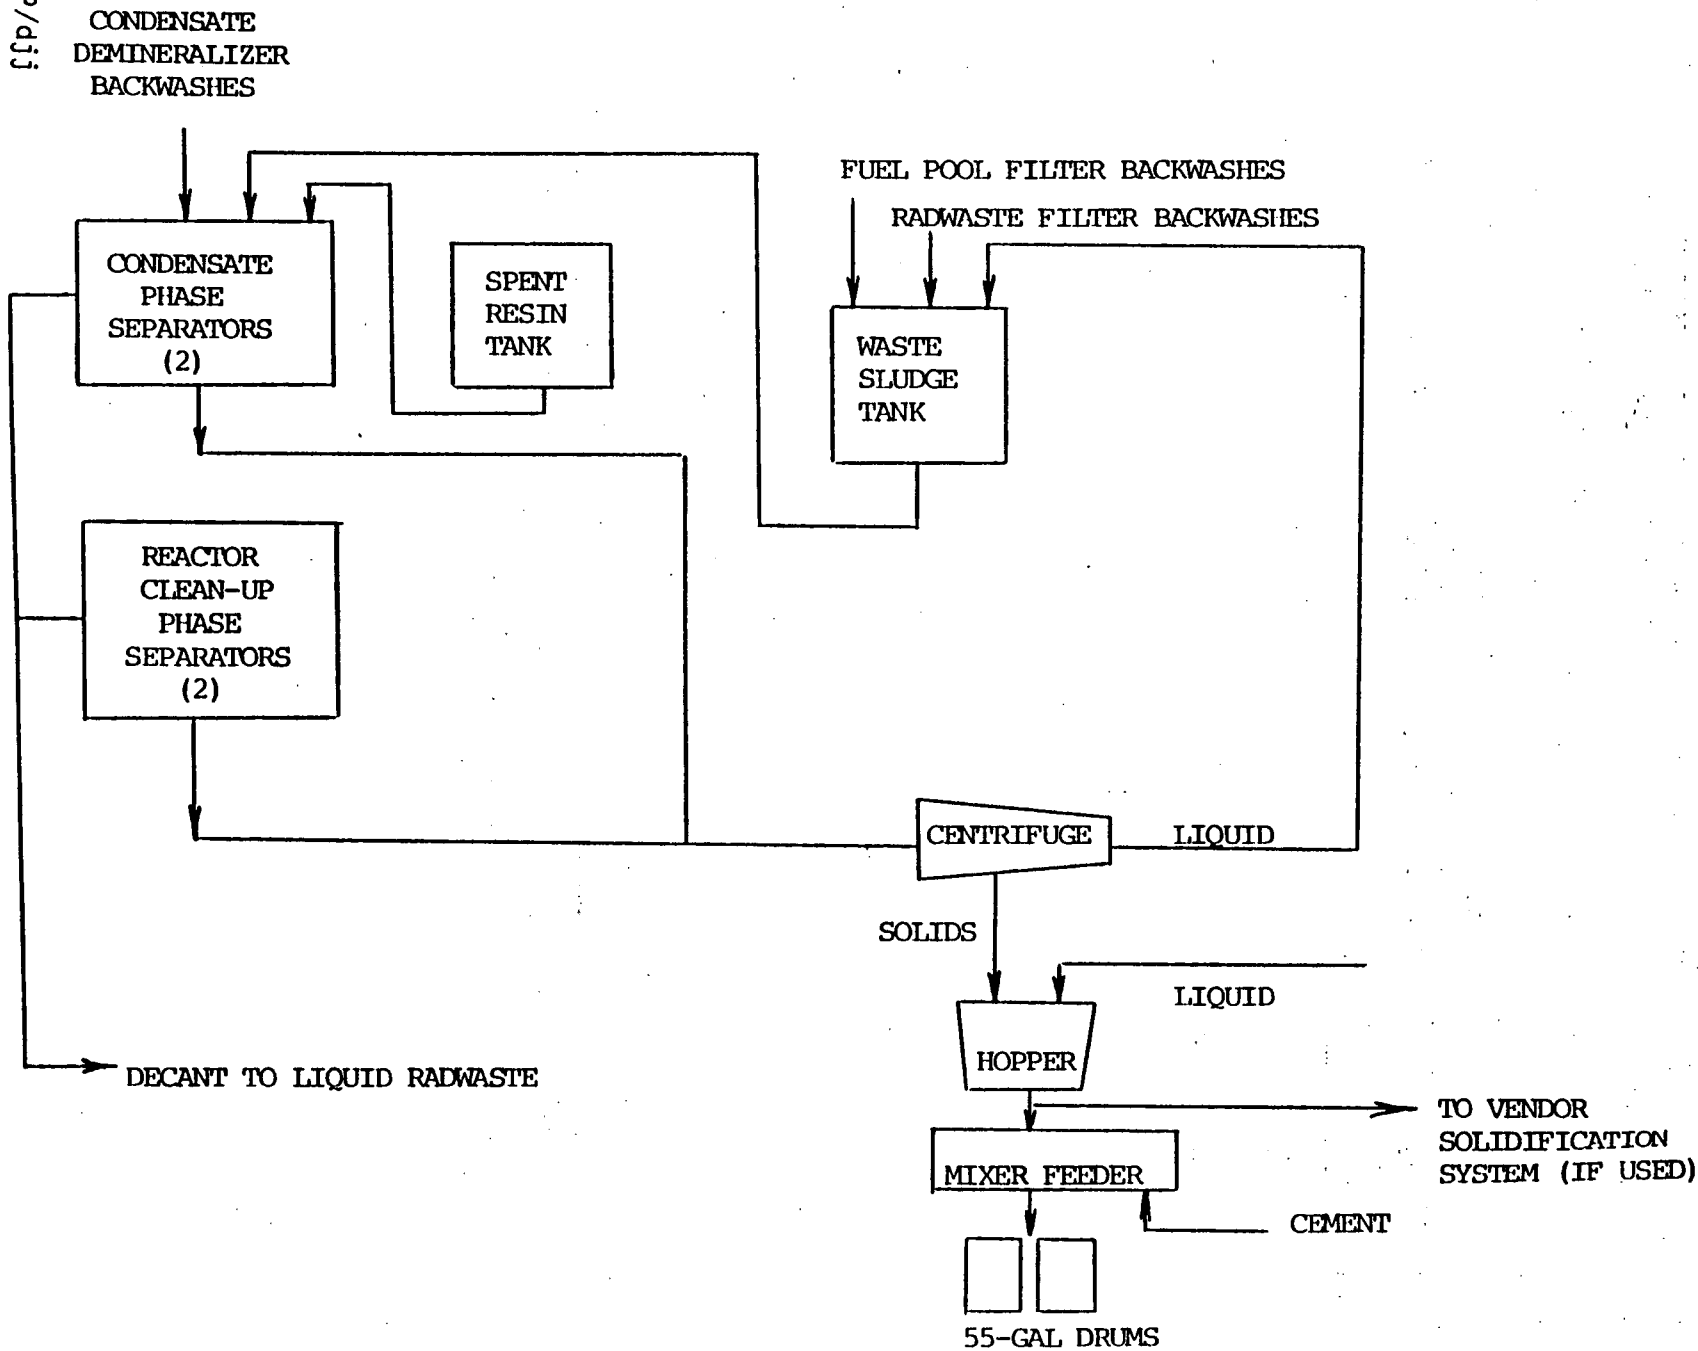 CONDENSATE
DEMINERALIZER
BACKWASHES
FUEL POOL FILTER BACKWASHES
RADWASTE FILTER BACKWASHES
CONDENSATE
PHASE
SEPARATORS
(2)
SPENT
RESIN
TANK
WASTE
SLUDGE
TANK
REACTOR
CLEAN-UP
PHASE
SEPARATORS
(2)
CENTRIFUGE
LIQUID
SOLIDS
LIQUID
HOPPER
DECANT TO LIQUID RADWASTE
TO VENDOR
SOLIDIFICATION
SYSTEM (IF USED)
MIXER FEEDER
CEMENT
55-GAL DRUMS